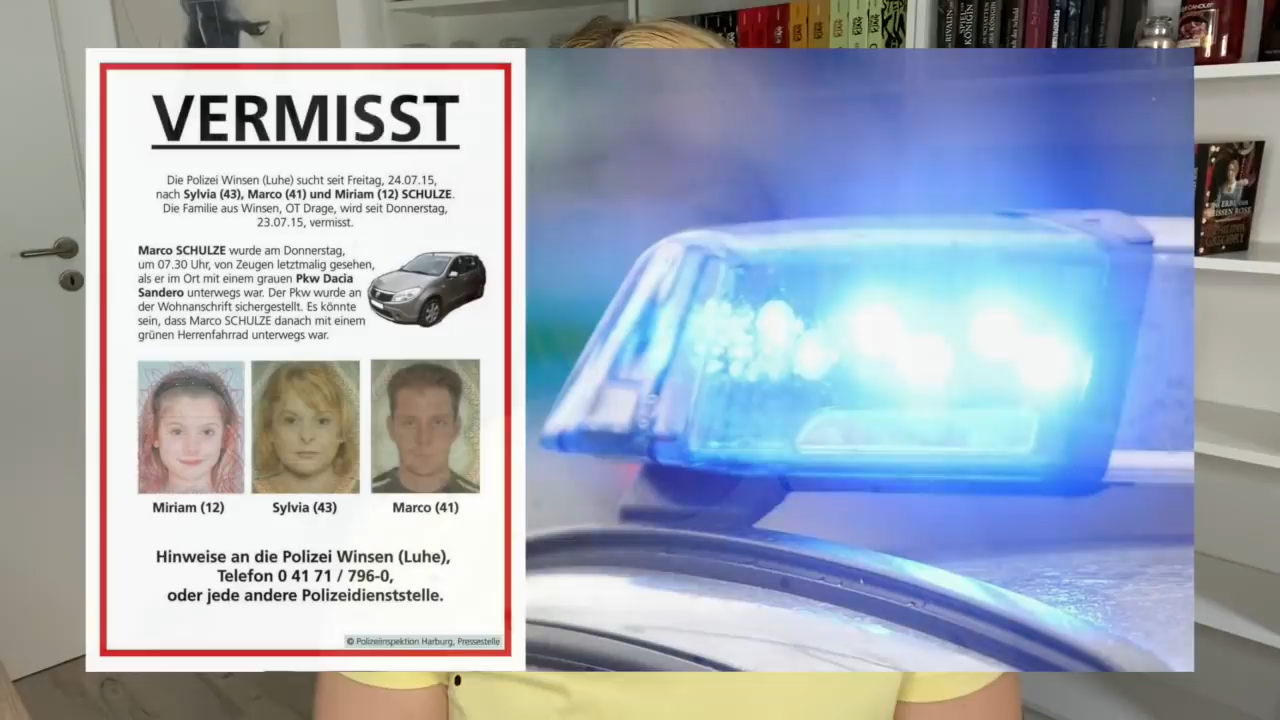 VERMISST
Die Polizei Winsen (Luhe) sucht seit Freitag, 24.07.15,
nach Sylvia (43), Marco (41) und Miriam (12) SCHULZE.
Die Familie aus Winsen, OT Drage, wird seit Donnerstag,
23.07.15, vermisst.
Marco SCHULZE wurde am Donnerstag,
um 07.30 Uhr, von Zeugen letztmalig gesehen,
als er im Ort mit einem grauen Pkw Dacia
Sandero unterwegs war. Der Pkw wurde an
der Wohnanschrift sichergestellt. Es könnte
sein, dass Marco SCHULZE danach mit einem
grünen Herrenfahrrad unterwegs war.
Miriam (12) Sylvia (43) Marco (41)
Hinweise an die Polizei Winsen (Luhe),
Telefon 0 41 71 / 796-0,
oder jede andere Polizeidienststelle.
© Polizeiinspektion Harburg, Pressestelle